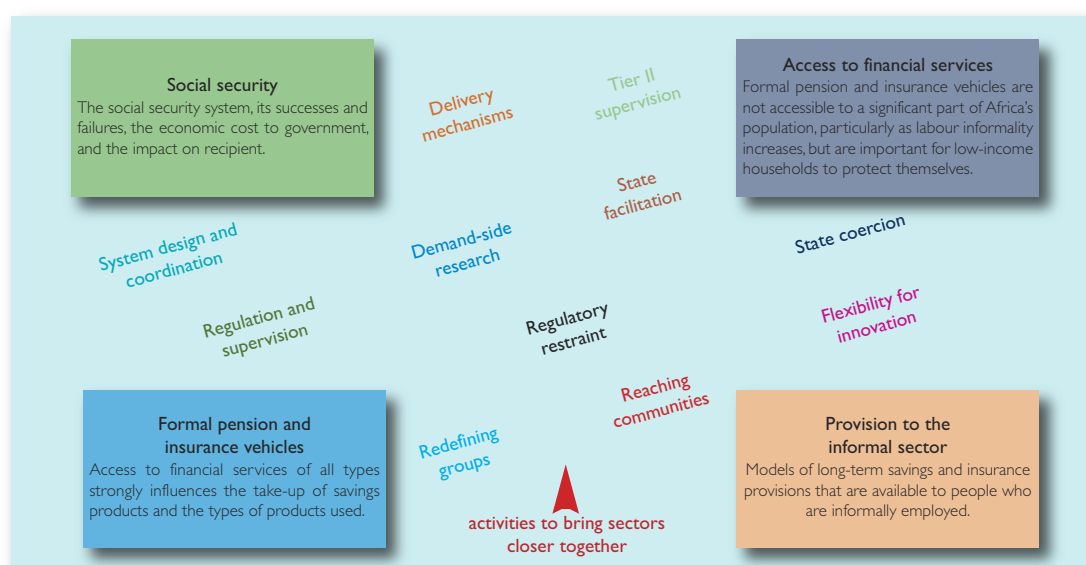 Social security
The social security system, its successes and
failures, the economic cost to government,
and the impact on recipient.
Delivery
mechanisms
Tier II
supervision
Access to financial services
Formal pension and insurance vehicles are
not accessible to a significant part of Africa's
population, particularly as labour informality
increases, but are important for low-income
households to protect themselves.
State
facilitation
System design and
coordination
Demand-side
research
State coercion
Regulation and
supervision
Regulatory
restraint
Flexibility for
innovation
Reaching
communities
Formal pension and
insurance vehicles
Access to financial services of all types
strongly influences the take-up of savings
products and the types of products used.
Redefining
groups
activities to bring sectors
closer together
Provision to the
informal sector
Models of long-term savings and insurance
provisions that are available to people who
are informally employed.